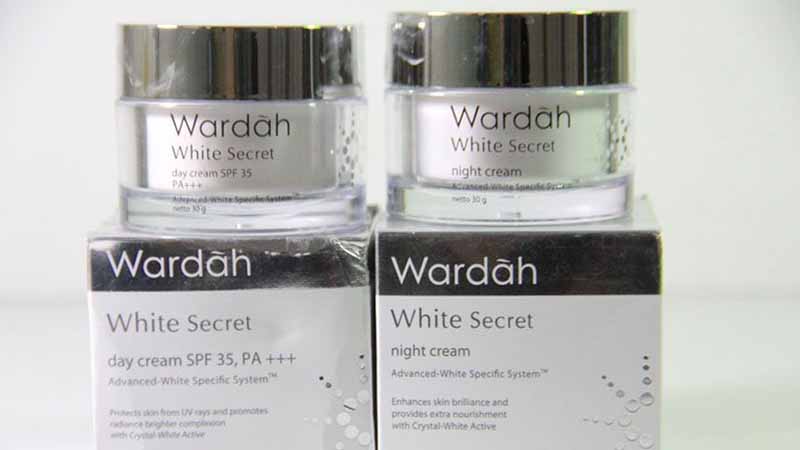 Wardāh
White Secret
day cream SPF 35
PA+++
Advanced-White Specific System™
netto 30 g
Wardāh
White Secret
night cream
Advanced-White Specific System™
netto 30 g
Wardāh
White Secret
day cream SPF 35, PA +++
Advanced-White Specific System™
Protects skin from UV rays and promotes
radiance brighter complexion
with Crystal-White Active
Wardāh
White Secret
night cream
Advanced-White Specific System™
Enhances skin brilliance and
provides extra nourishment
with Crystal-White Active